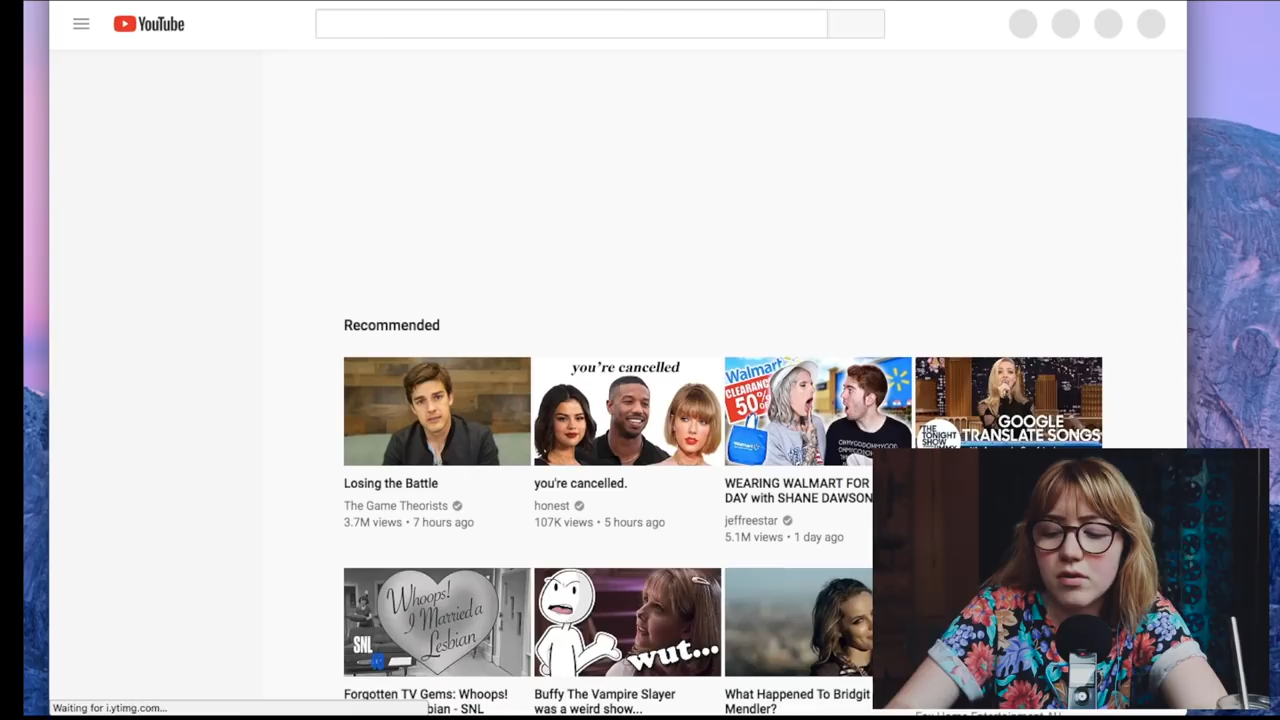 YouTube
Recommended
you're cancelled
Walmart
CLEARANCE
50%
Walmart
OHMYGODOMMYGOD
THE
TONIGHT
SHOW
GOOGLE
TRANSLATE SONGS
Losing the Battle
The Game Theorists
3.7M views • 7 hours ago
you're cancelled.
honest
107K views • 5 hours ago
WEARING WALMART FOR
DAY with SHANE DAWSON
jeffreestar
5.1M views • 1 day ago
Whoops!
I Married a
Lesbian
SNL
wut...
Forgotten TV Gems: Whoops!
bian - SNL
Buffy The Vampire Slayer
was a weird show...
What Happened To Bridgit
Mendler?
Waiting for i.ytimg.com...